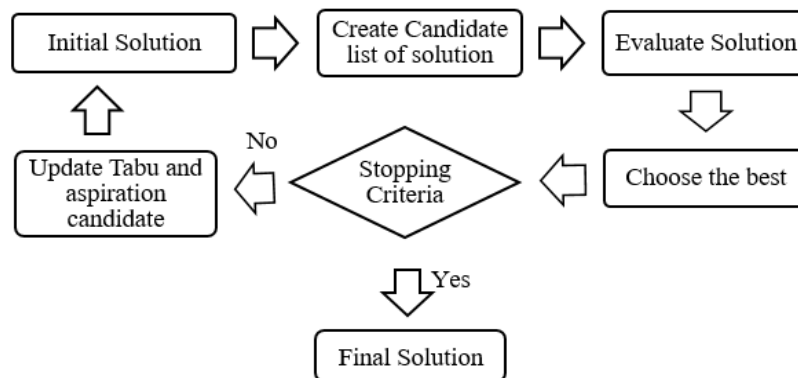 Initial Solution
Create Candidate
list of solution
Evaluate Solution
Choose the best
Stopping
Criteria
No
Update Tabu and
aspiration
candidate
Yes
Final Solution